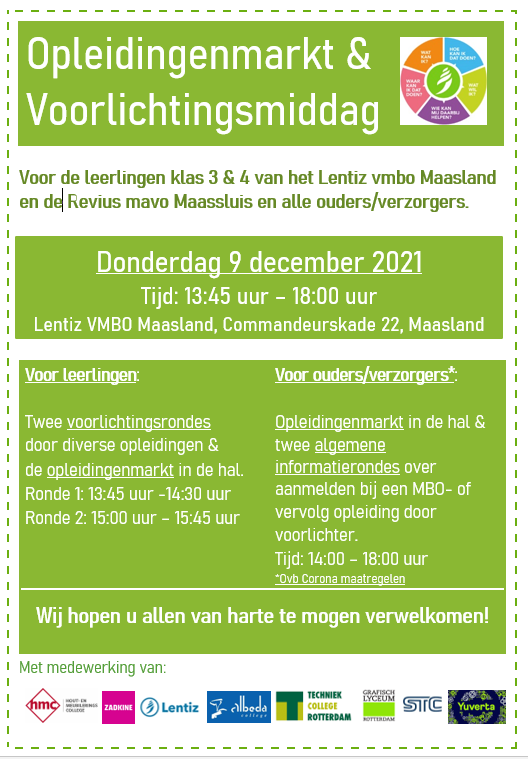 Opleidingenmarkt &
Voorlichtingsmiddag
WAT KAN IK?
HOE KAN IK DAT DOEN?
WAAR KAN IK DAT DOEN?
WAT WIL IK?
WIE KAN MIJ DAARBIJ HELPEN?
Voor de leerlingen klas 3 & 4 van het Lentiz vmbo Maasland
en de Revius mavo Maassluis en alle ouders/verzorgers.
Donderdag 9 december 2021
Tijd: 13:45 uur – 18:00 uur
Lentiz VMBO Maasland, Commandeurskade 22, Maasland
Voor leerlingen:
Twee voorlichtingsrondes
door diverse opleidingen &
de opleidingenmarkt in de hal.
Ronde 1: 13:45 uur -14:30 uur
Ronde 2: 15:00 uur – 15:45 uur
Voor ouders/verzorgers*:
Opleidingenmarkt in de hal &
twee algemene
informatierondes over
aanmelden bij een MBO- of
vervolg opleiding door
voorlichter.
Tijd: 14:00 – 18:00 uur
*Ovb Corona maatregelen
Wij hopen u allen van harte te mogen verwelkomen!
Met medewerking van:
hmc HOUT- EN MEUBILERINGS COLLEGE
ZADKINE
Lentiz
albeda college
TECHNIEK COLLEGE ROTTERDAM
GRAFISCH LYCEUM ROTTERDAM
STC
Yuverta